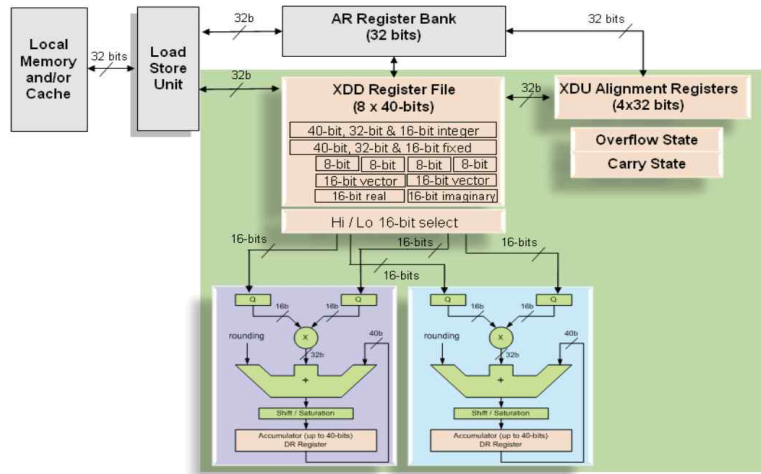 AR Register Bank
(32 bits)
32b
32 bits
Local
Memory
and/or
Cache
32 bits
Load
Store
Unit
32b
XDD Register File
(8 x 40-bits)
32b
XDU Alignment Registers
(4x32 bits)
40-bit, 32-bit & 16-bit integer
40-bit, 32-bit & 16-bit fixed
8-bit 8-bit 8-bit 8-bit
16-bit vector 16-bit vector
16-bit real 16-bit imaginary
Overflow State
Carry State
Hi / Lo 16-bit select
16-bits
16-bits
16-bits
16-bits
Q
Q
16b
16b
rounding
X
32b
40b
+
Shift / Saturation
Accumulator (up to 40-bits)
DR Register
Q
Q
16b
16b
rounding
X
32b
40b
+
Shift / Saturation
Accumulator (up to 40-bits)
DR Register